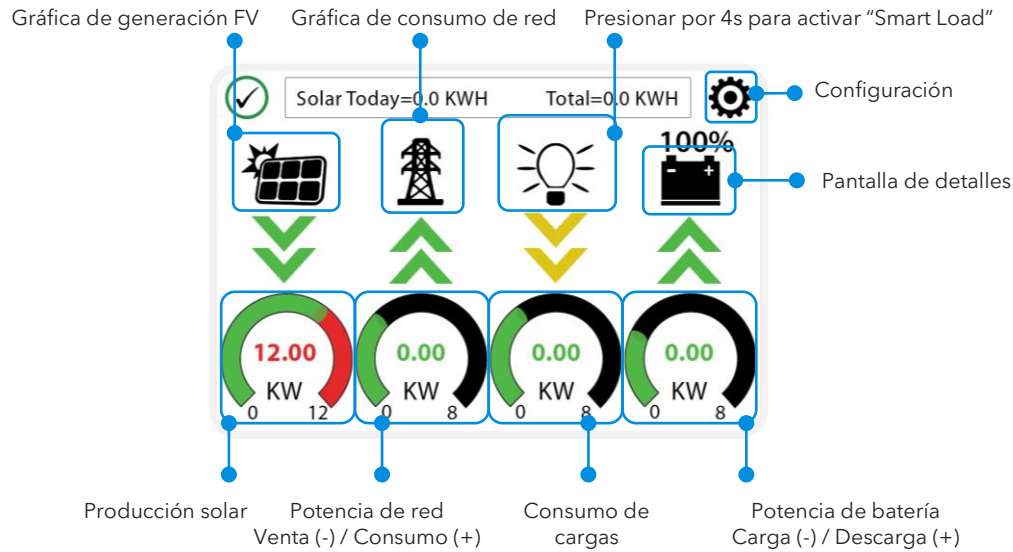 Gráfica de generación FV
Gráfica de consumo de red
Presionar por 4s para activar “Smart Load”
Solar Today=0.0 KWH Total=0.0 KWH
Configuración
100%
Pantalla de detalles
12.00
KW
0 12
0.00
KW
0 8
0.00
KW
0 8
0.00
KW
0 8
Producción solar
Potencia de red
Venta (-) / Consumo (+)
Consumo de
cargas
Potencia de batería
Carga (-) / Descarga (+)